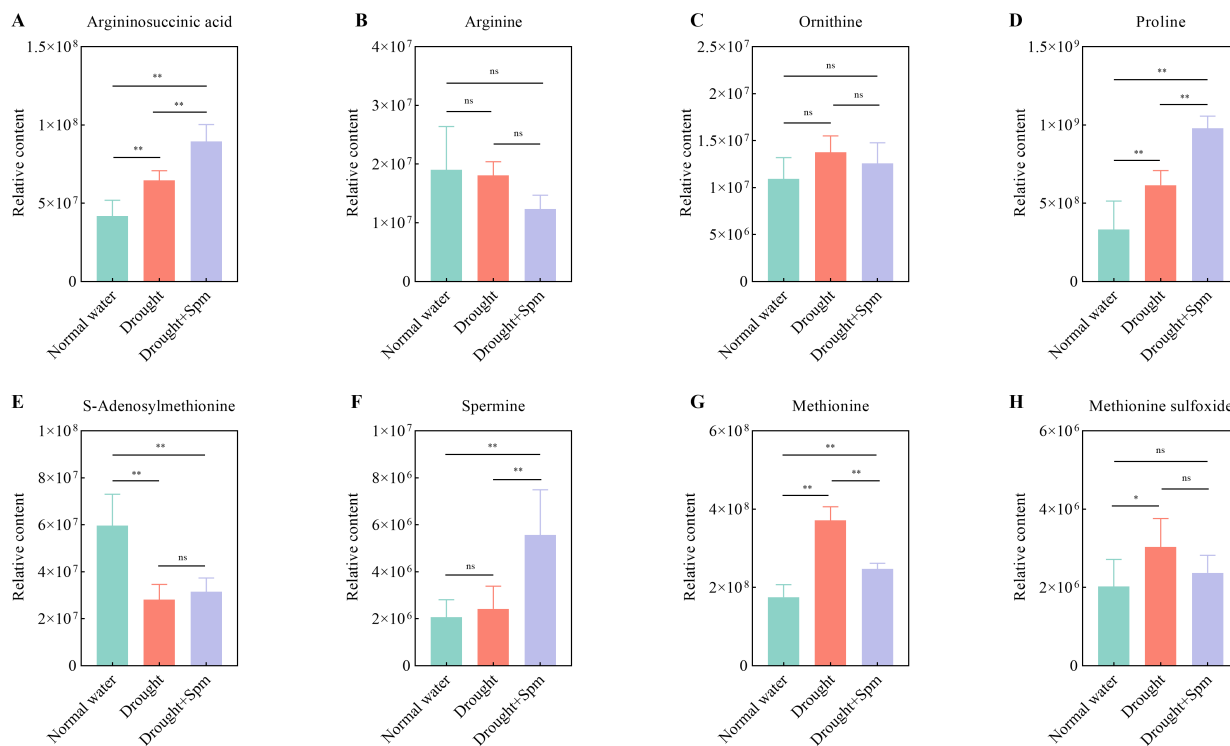 A Argininosuccinic acid
Relative content
1.5×10⁸
1×10⁸
5×10⁷
0
**
**
**
Normal water
Drought
Drought+Spm
B Arginine
Relative content
4×10⁷
3×10⁷
2×10⁷
1×10⁷
0
ns
ns
ns
Normal water
Drought
Drought+Spm
C Ornithine
Relative content
2.5×10⁷
2×10⁷
1.5×10⁷
1×10⁷
5×10⁶
0
ns
ns
ns
Normal water
Drought
Drought+Spm
D Proline
Relative content
1.5×10⁹
1×10⁹
5×10⁸
0
**
**
**
Normal water
Drought
Drought+Spm
E S-Adenosylmethionine
Relative content
1×10⁸
8×10⁷
6×10⁷
4×10⁷
2×10⁷
0
**
**
ns
Normal water
Drought
Drought+Spm
F Spermine
Relative content
1×10⁷
8×10⁶
6×10⁶
4×10⁶
2×10⁶
0
**
**
ns
Normal water
Drought
Drought+Spm
G Methionine
Relative content
6×10⁸
4×10⁸
2×10⁸
0
**
**
**
Normal water
Drought
Drought+Spm
H Methionine sulfoxide
Relative content
6×10⁶
4×10⁶
2×10⁶
0
ns
ns
*
Normal water
Drought
Drought+Spm